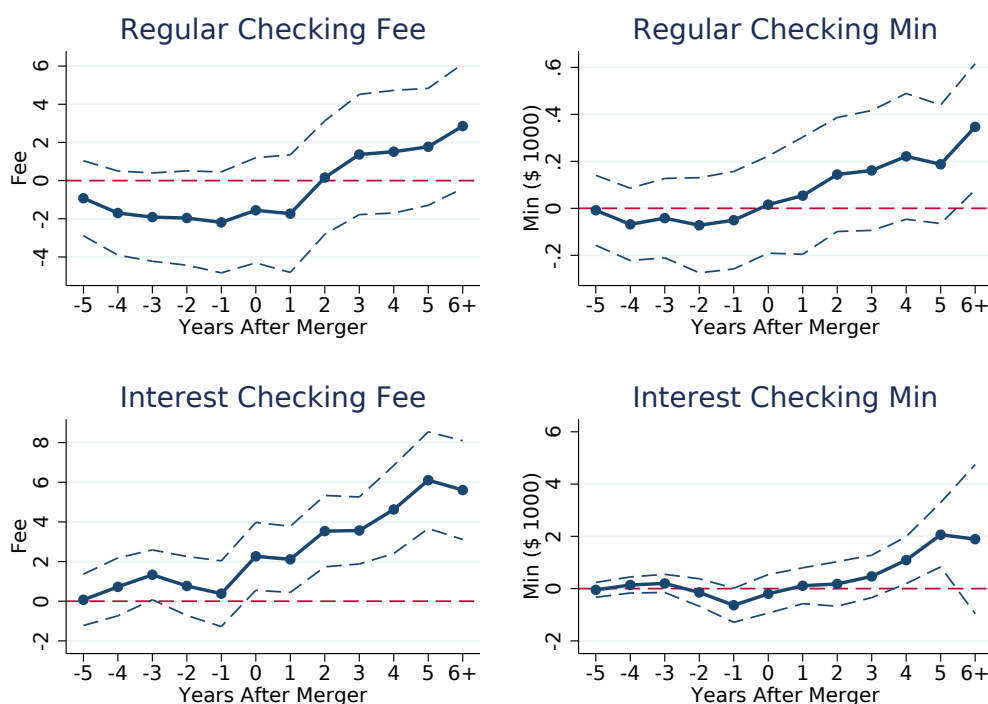 Regular Checking Fee
Fee
6
4
2
0
-2
-4
-5 -4 -3 -2 -1 0 1 2 3 4 5 6+
Years After Merger
Regular Checking Min
Min ($ 1000)
.6
.4
.2
0
-.2
-5 -4 -3 -2 -1 0 1 2 3 4 5 6+
Years After Merger
Interest Checking Fee
Fee
8
6
4
2
0
-2
-5 -4 -3 -2 -1 0 1 2 3 4 5 6+
Years After Merger
Interest Checking Min
Min ($ 1000)
6
4
2
0
-2
-5 -4 -3 -2 -1 0 1 2 3 4 5 6+
Years After Merger